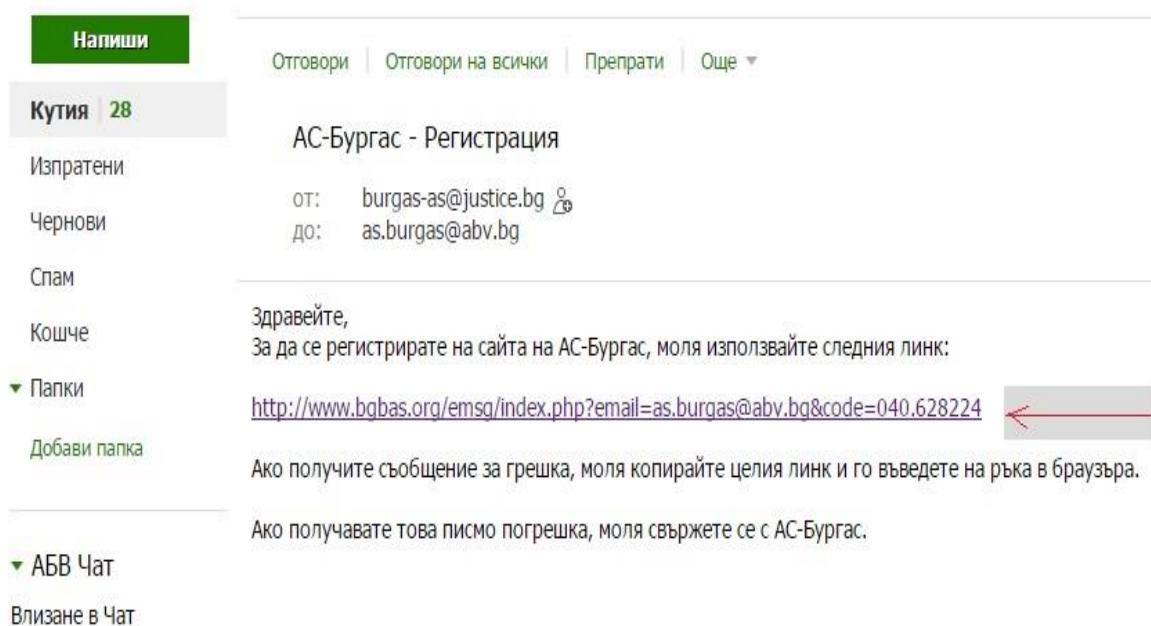 Напиши
Кутия 28
Изпратени
Чернови
Спам
Кошче
Папки
Добави папка
АБВ Чат
Влизане в Чат
Отговори Отговори на всички Препрати Още
АС-Бургас - Регистрация
от: burgas-as@justice.bg
до: as.burgas@abv.bg
Здравейте,
За да се регистрирате на сайта на АС-Бургас, моля използвайте следния линк:
http://www.bgbas.org/emsg/index.php?email=as.burgas@abv.bg&code=040.628224
Ако получите съобщение за грешка, моля копирайте целия линк и го въведете на ръка в браузъра.
Ако получавате това писмо погрешка, моля свържете се с АС-Бургас.